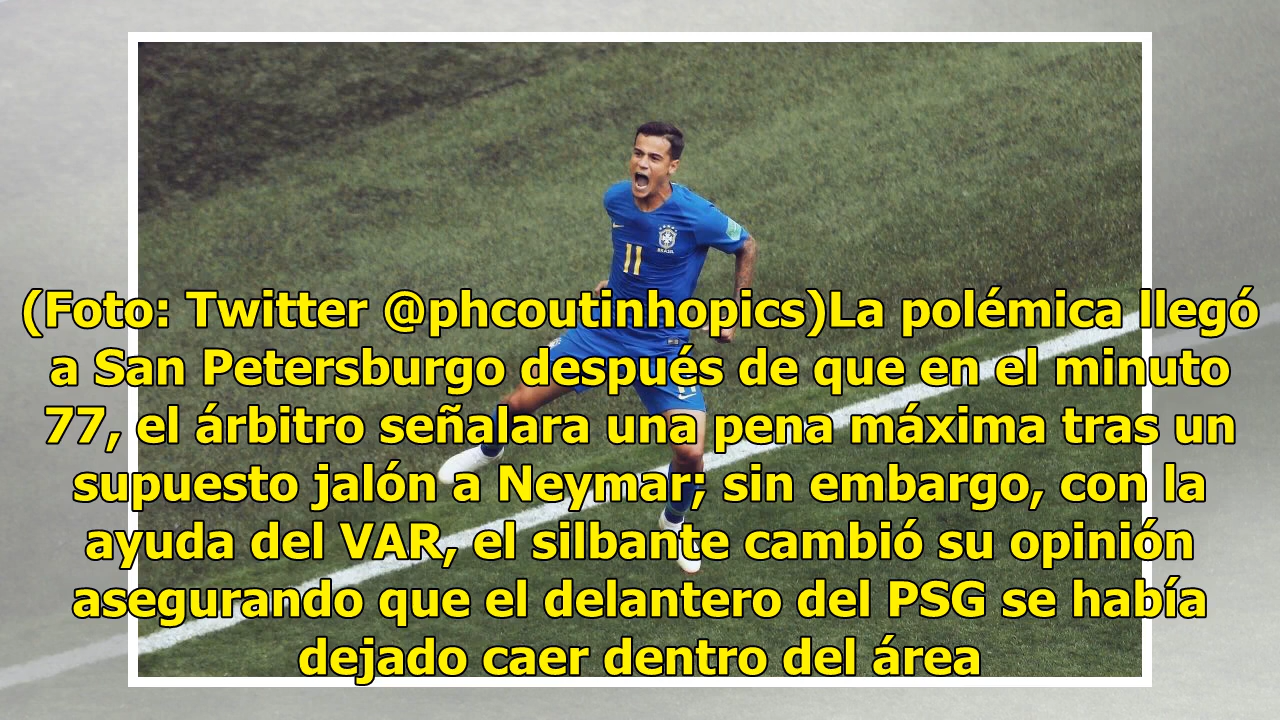 11
BRASIL
(Foto: Twitter @phcoutinhopics)La polémica llegó
a San Petersburgo después de que en el minuto
77, el árbitro señalara una pena máxima tras un
supuesto jalón a Neymar; sin embargo, con la
ayuda del VAR, el silbante cambió su opinión
asegurando que el delantero del PSG se había
dejado caer dentro del área